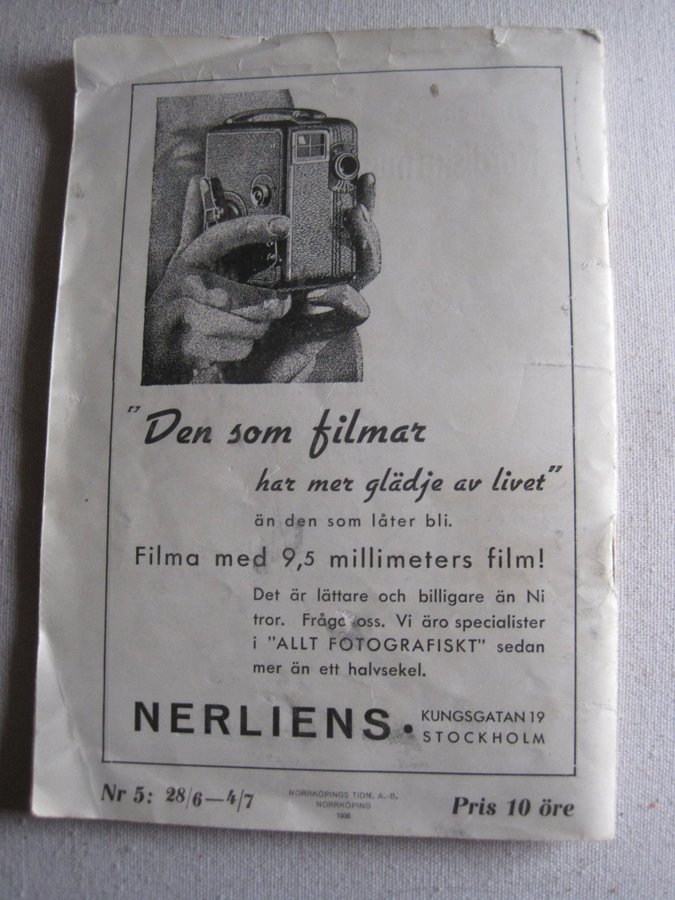 "Den som filmar
har mer glädje av livet"
än den som låter bli.
Filma med 9,5 millimeters film!
Det är lättare och billigare än Ni
tror. Fråga oss. Vi äro specialister
i "ALLT FOTOGRAFISKT" sedan
mer än ett halvsekel.
NERLIENS • KUNGSGATAN 19
STOCKHOLM
Nr 5: 28/6—4/7
NORRKÖPINGS TIDN. A.-B.
NORRKÖPING
Pris 10 öre